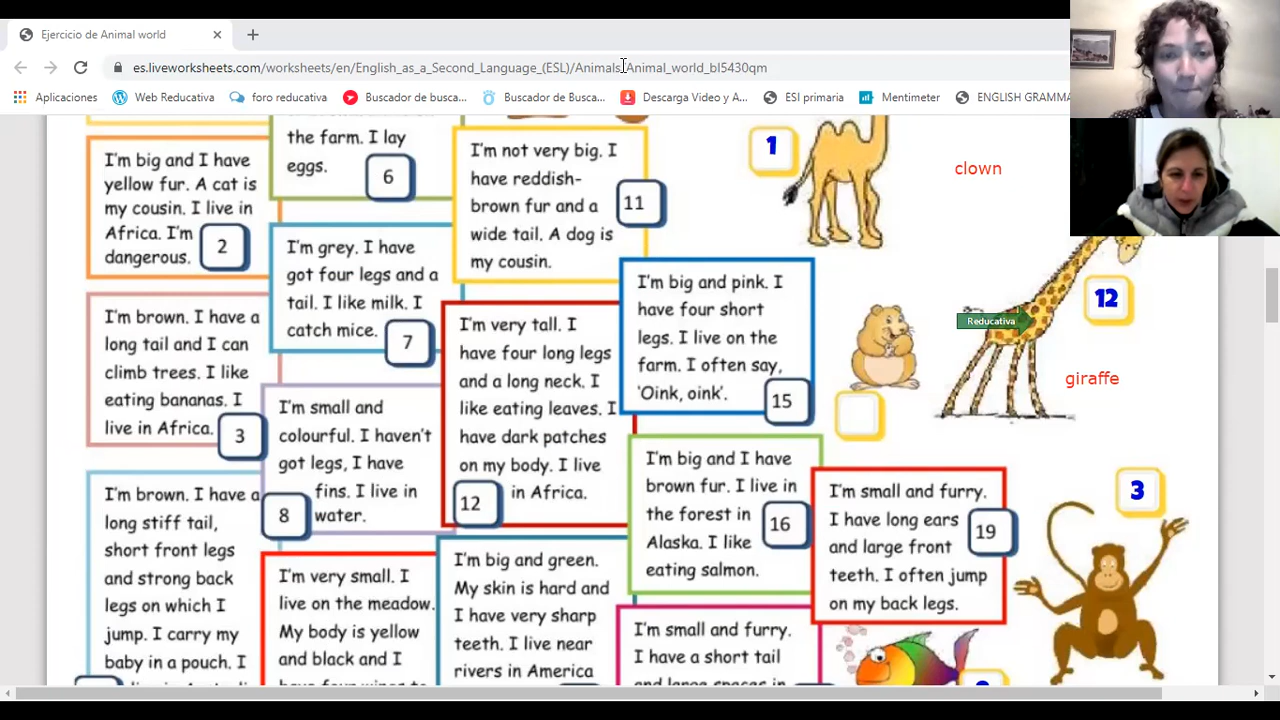 Ejercicio de Animal world
es.liveworksheets.com/worksheets/en/English_as_a_Second_Language_(ESL)/Animals/Animal_world_bl5430qm
Aplicaciones
Web Reducativa
foro reducativa
Buscador de busca...
Buscador de Busca...
Descarga Video y A...
ESI primaria
Mentimeter
ENGLISH GRAMMA
I'm big and I have
yellow fur. A cat is
my cousin. I live in
Africa. I'm
dangerous.
2
I'm brown. I have a
long tail and I can
climb trees. I like
eating bananas. I
live in Africa.
3
I'm brown. I have a
long stiff tail,
short front legs
and strong back
legs on which I
jump. I carry my
baby in a pouch. I
the farm. I lay
eggs.
6
I'm grey. I have
got four legs and a
tail. I like milk. I
catch mice.
7
I'm small and
colourful. I haven't
got legs, I have
fins. I live in
water.
8
I'm very small. I
live on the meadow.
My body is yellow
and black and I
I'm not very big. I
have reddish-
brown fur and a
wide tail. A dog is
my cousin.
11
I'm very tall. I
have four long legs
and a long neck. I
like eating leaves. I
have dark patches
on my body. I live
in Africa.
12
I'm big and green.
My skin is hard and
I have very sharp
teeth. I live near
rivers in America
I'm big and pink. I
have four short
legs. I live on the
farm. I often say,
'Oink, oink'.
15
I'm big and I have
brown fur. I live in
the forest in
Alaska. I like
eating salmon.
16
I'm small and furry.
I have a short tail
I'm small and furry.
I have long ears
and large front
teeth. I often jump
on my back legs.
19
1
clown
12
Reducativa
giraffe
3